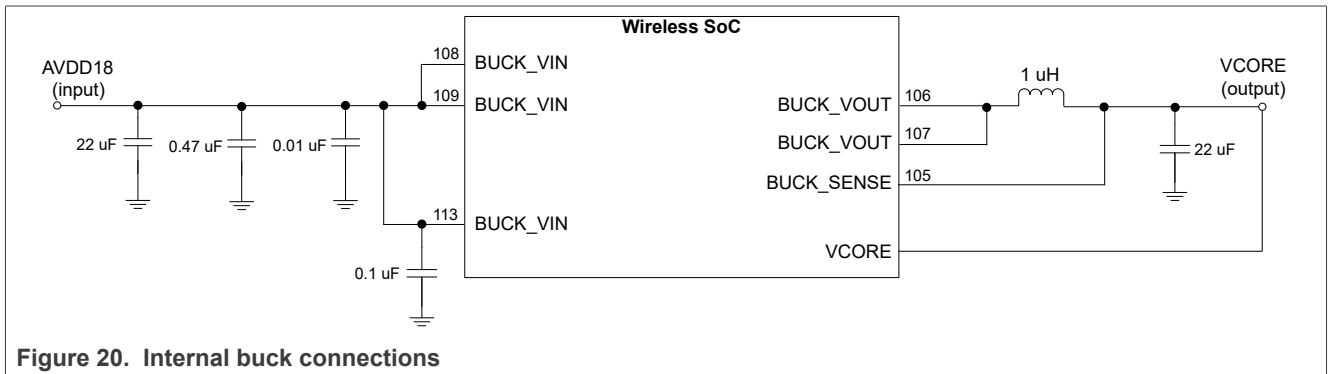 Wireless SoC
AVDD18
(input)
108
BUCK_VIN
109
BUCK_VIN
22 uF
0.47 uF
0.01 uF
113
BUCK_VIN
0.1 uF
BUCK_VOUT
106
BUCK_VOUT
107
BUCK_SENSE
105
VCORE
1 uH
VCORE
(output)
22 uF
Figure 20. Internal buck connections